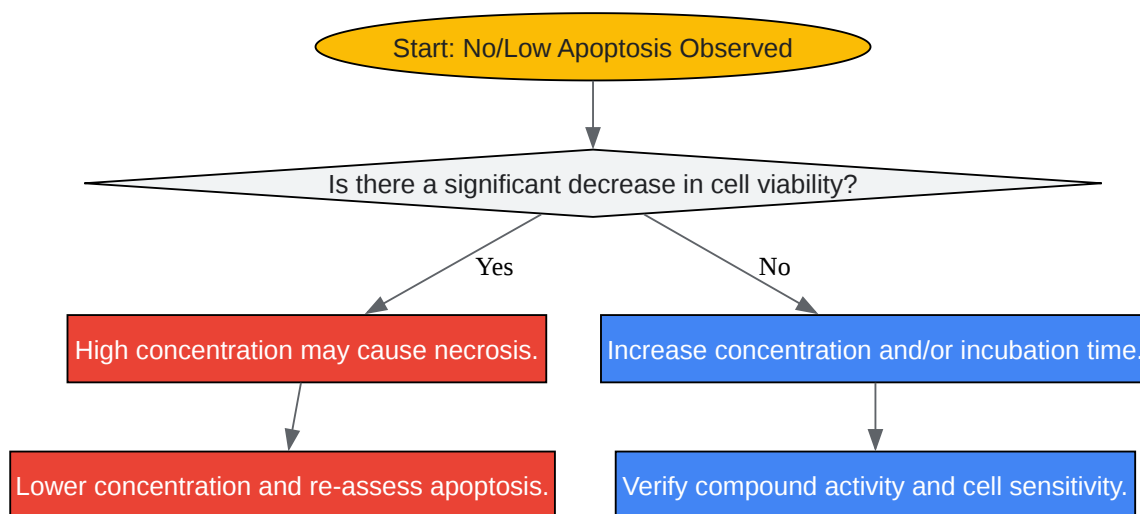 Start: No/Low Apoptosis Observed
Is there a significant decrease in cell viability?
Yes
No
High concentration may cause necrosis.
Increase concentration and/or incubation time.
Lower concentration and re-assess apoptosis.
Verify compound activity and cell sensitivity.